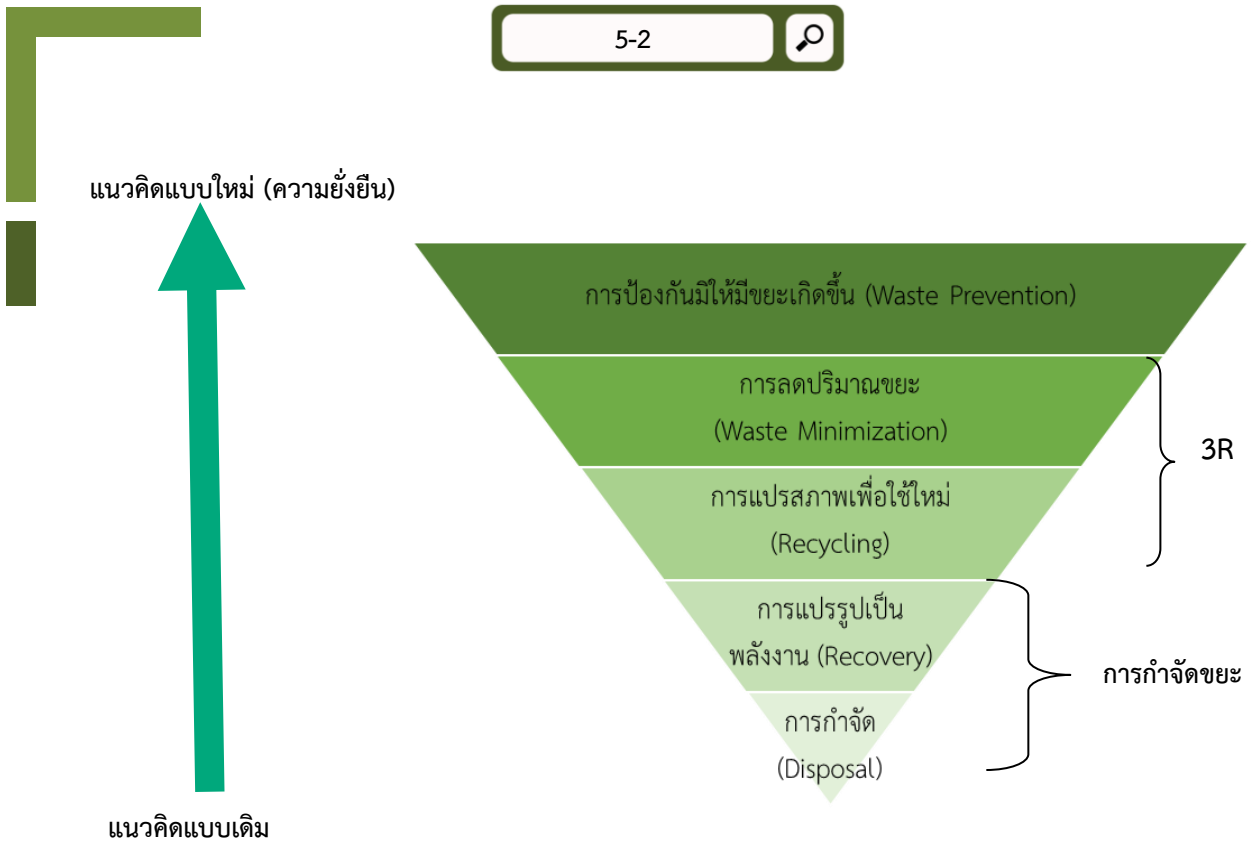 5-2
แนวคิดแบบใหม่ (ความยั่งยืน)
การป้องกันมิให้มีขยะเกิดขึ้น (Waste Prevention)
การลดปริมาณขยะ
(Waste Minimization)
3R
การแปรสภาพเพื่อใช้ใหม่
(Recycling)
การแปรรูปเป็น
พลังงาน (Recovery)
การกำจัดขยะ
การกำจัด
(Disposal)
แนวคิดแบบเดิม